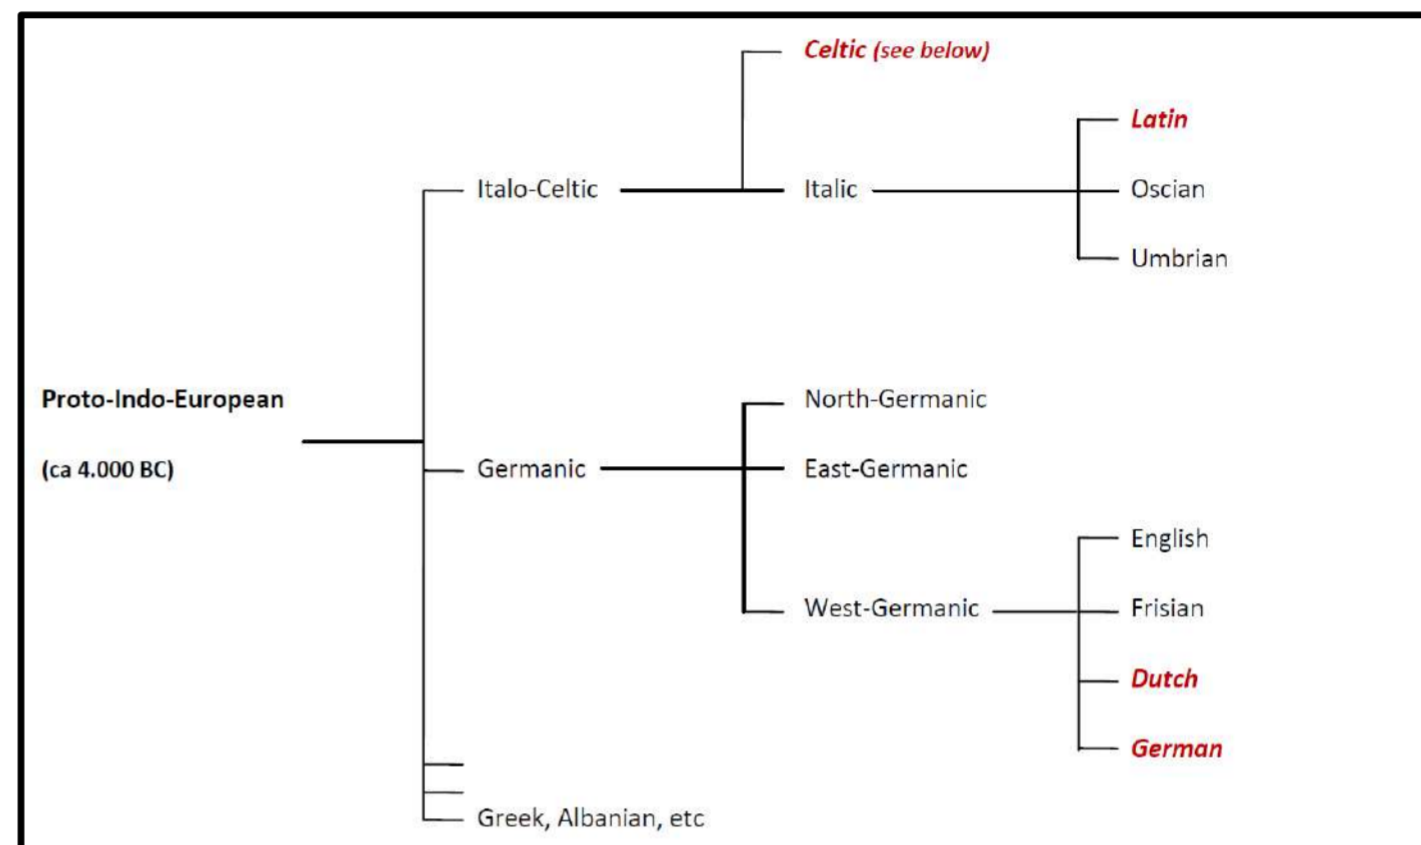 Celtic (see below)
Latin
Italo-Celtic Italic Oscian
Umbrian
Proto-Indo-European North-Germanic
(ca 4.000 BC) Germanic East-Germanic
English
West-Germanic Frisian
Dutch
German
Greek, Albanian, etc